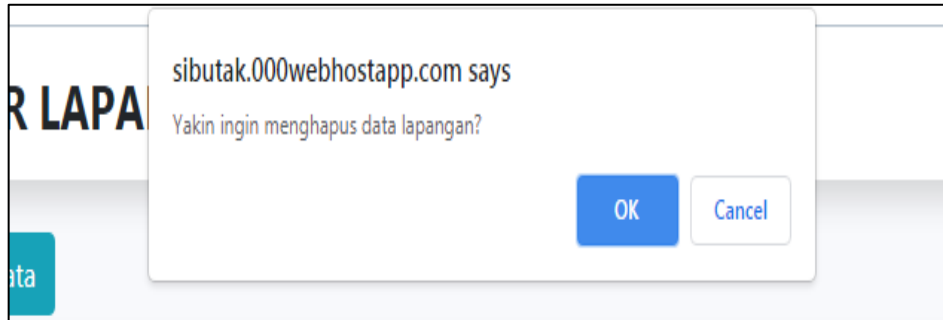 sibutak.000webhostapp.com says
R LAPA
Yakin ingin menghapus data lapangan?
OK Cancel
ata